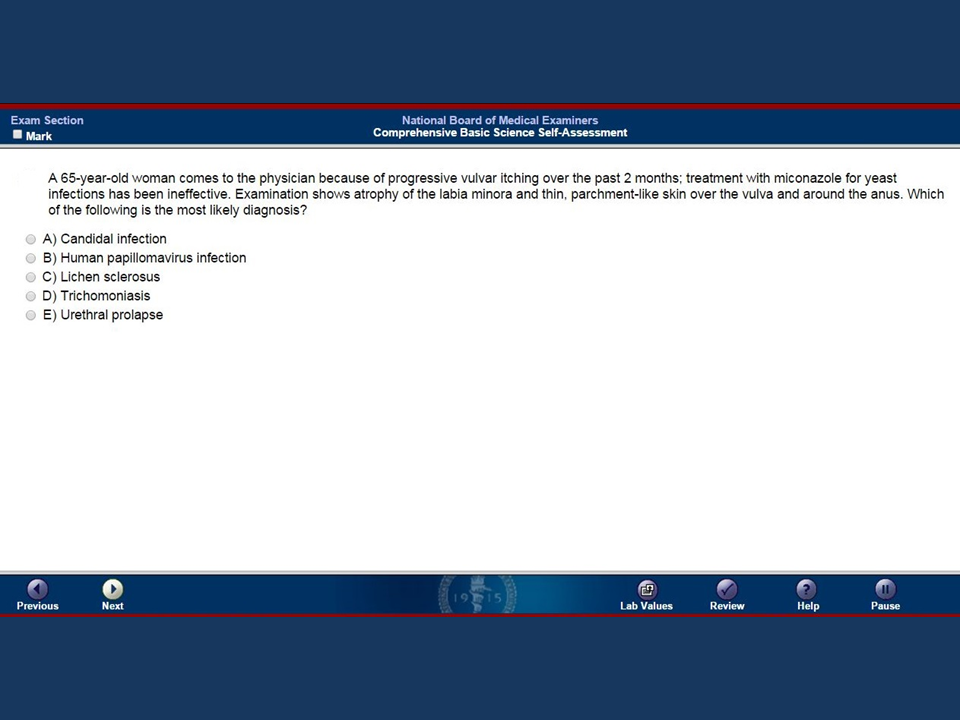 Exam Section
Mark
National Board of Medical Examiners
Comprehensive Basic Science Self-Assessment
A 65-year-old woman comes to the physician because of progressive vulvar itching over the past 2 months; treatment with miconazole for yeast
infections has been ineffective. Examination shows atrophy of the labia minora and thin, parchment-like skin over the vulva and around the anus. Which
of the following is the most likely diagnosis?
A) Candidal infection
B) Human papillomavirus infection
C) Lichen sclerosus
D) Trichomoniasis
E) Urethral prolapse
1915
Previous
Next
Lab Values
Review
Help
Pause